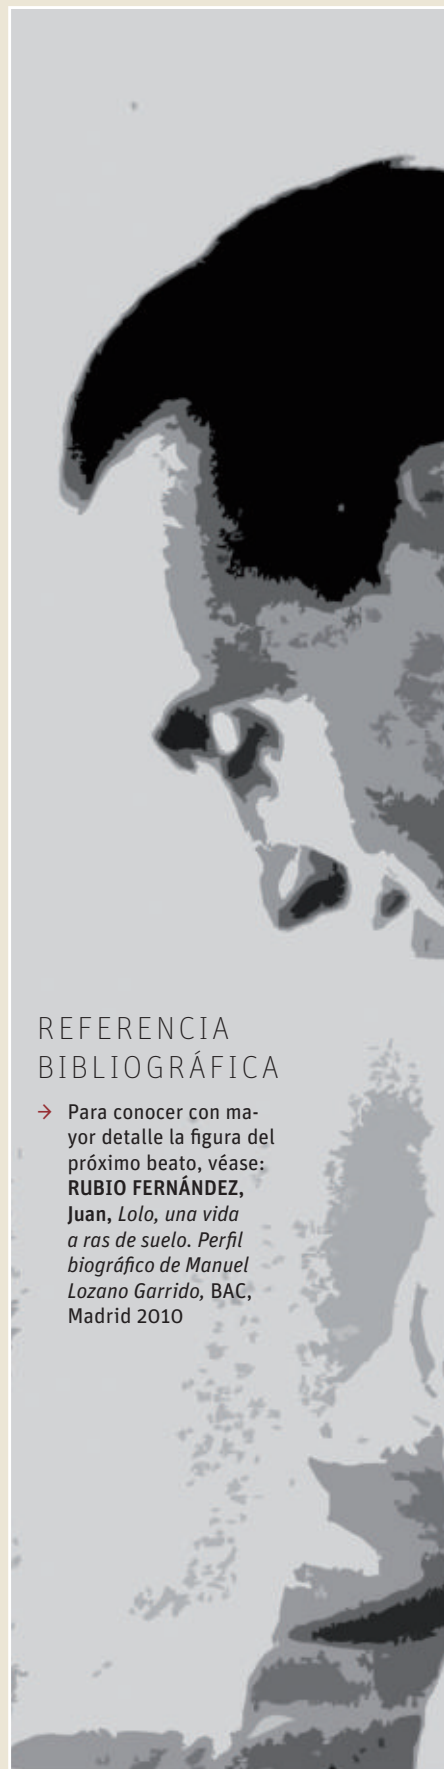 REFERENCIA
BIBLIOGRÁFICA
→ Para conocer con ma-
yor detalle la figura del
próximo beato, véase:
RUBIO FERNÁNDEZ,
Juan, Lolo, una vida
a ras de suelo. Perfil
biográfico de Manuel
Lozano Garrido, BAC,
Madrid 2010